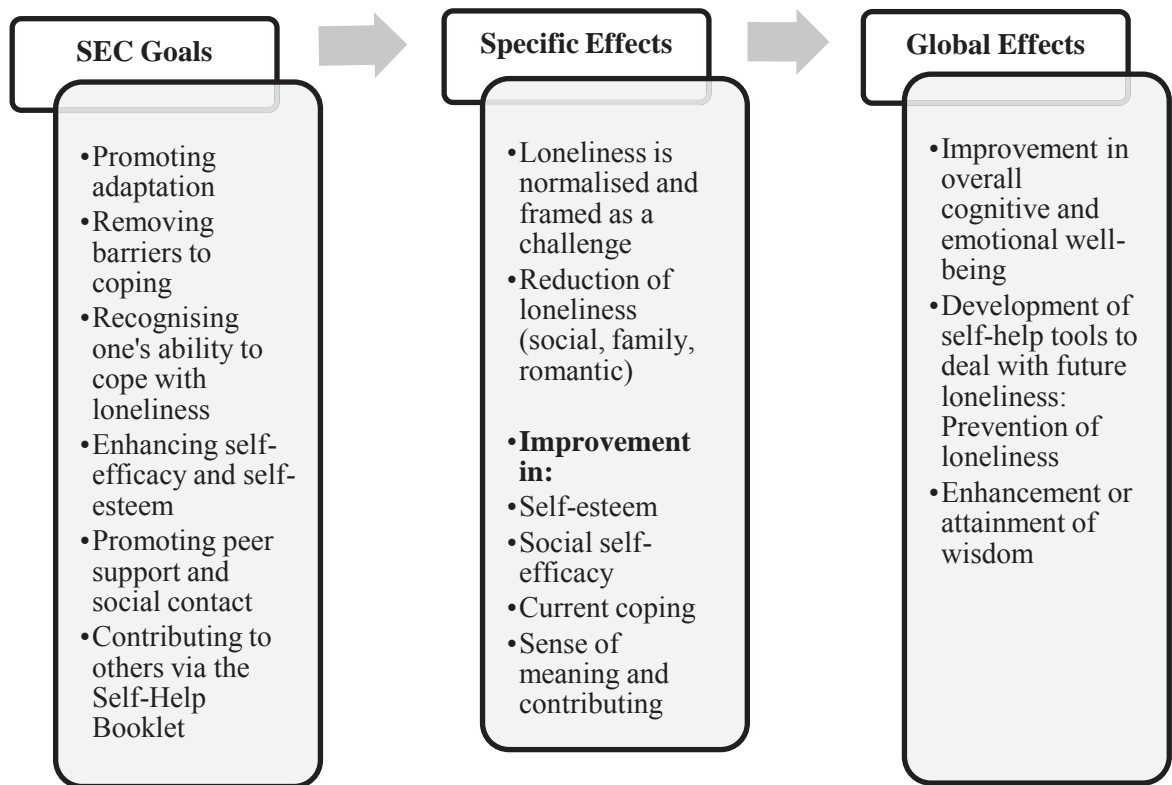 SEC Goals
•Promoting
adaptation
•Removing
barriers to
coping
•Recognising
one's ability to
cope with
loneliness
•Enhancing self-
efficacy and self-
esteem
•Promoting peer
support and
social contact
•Contributing to
others via the
Self-Help
Booklet
Specific Effects
•Loneliness is
normalised and
framed as a
challenge
•Reduction of
loneliness
(social, family,
romantic)
•Improvement
in:
•Self-esteem
•Social self-
efficacy
•Current coping
•Sense of
meaning and
contributing
Global Effects
•Improvement in
overall
cognitive and
emotional well-
being
•Development of
self-help tools to
deal with future
loneliness:
Prevention of
loneliness
•Enhancement or
attainment of
wisdom